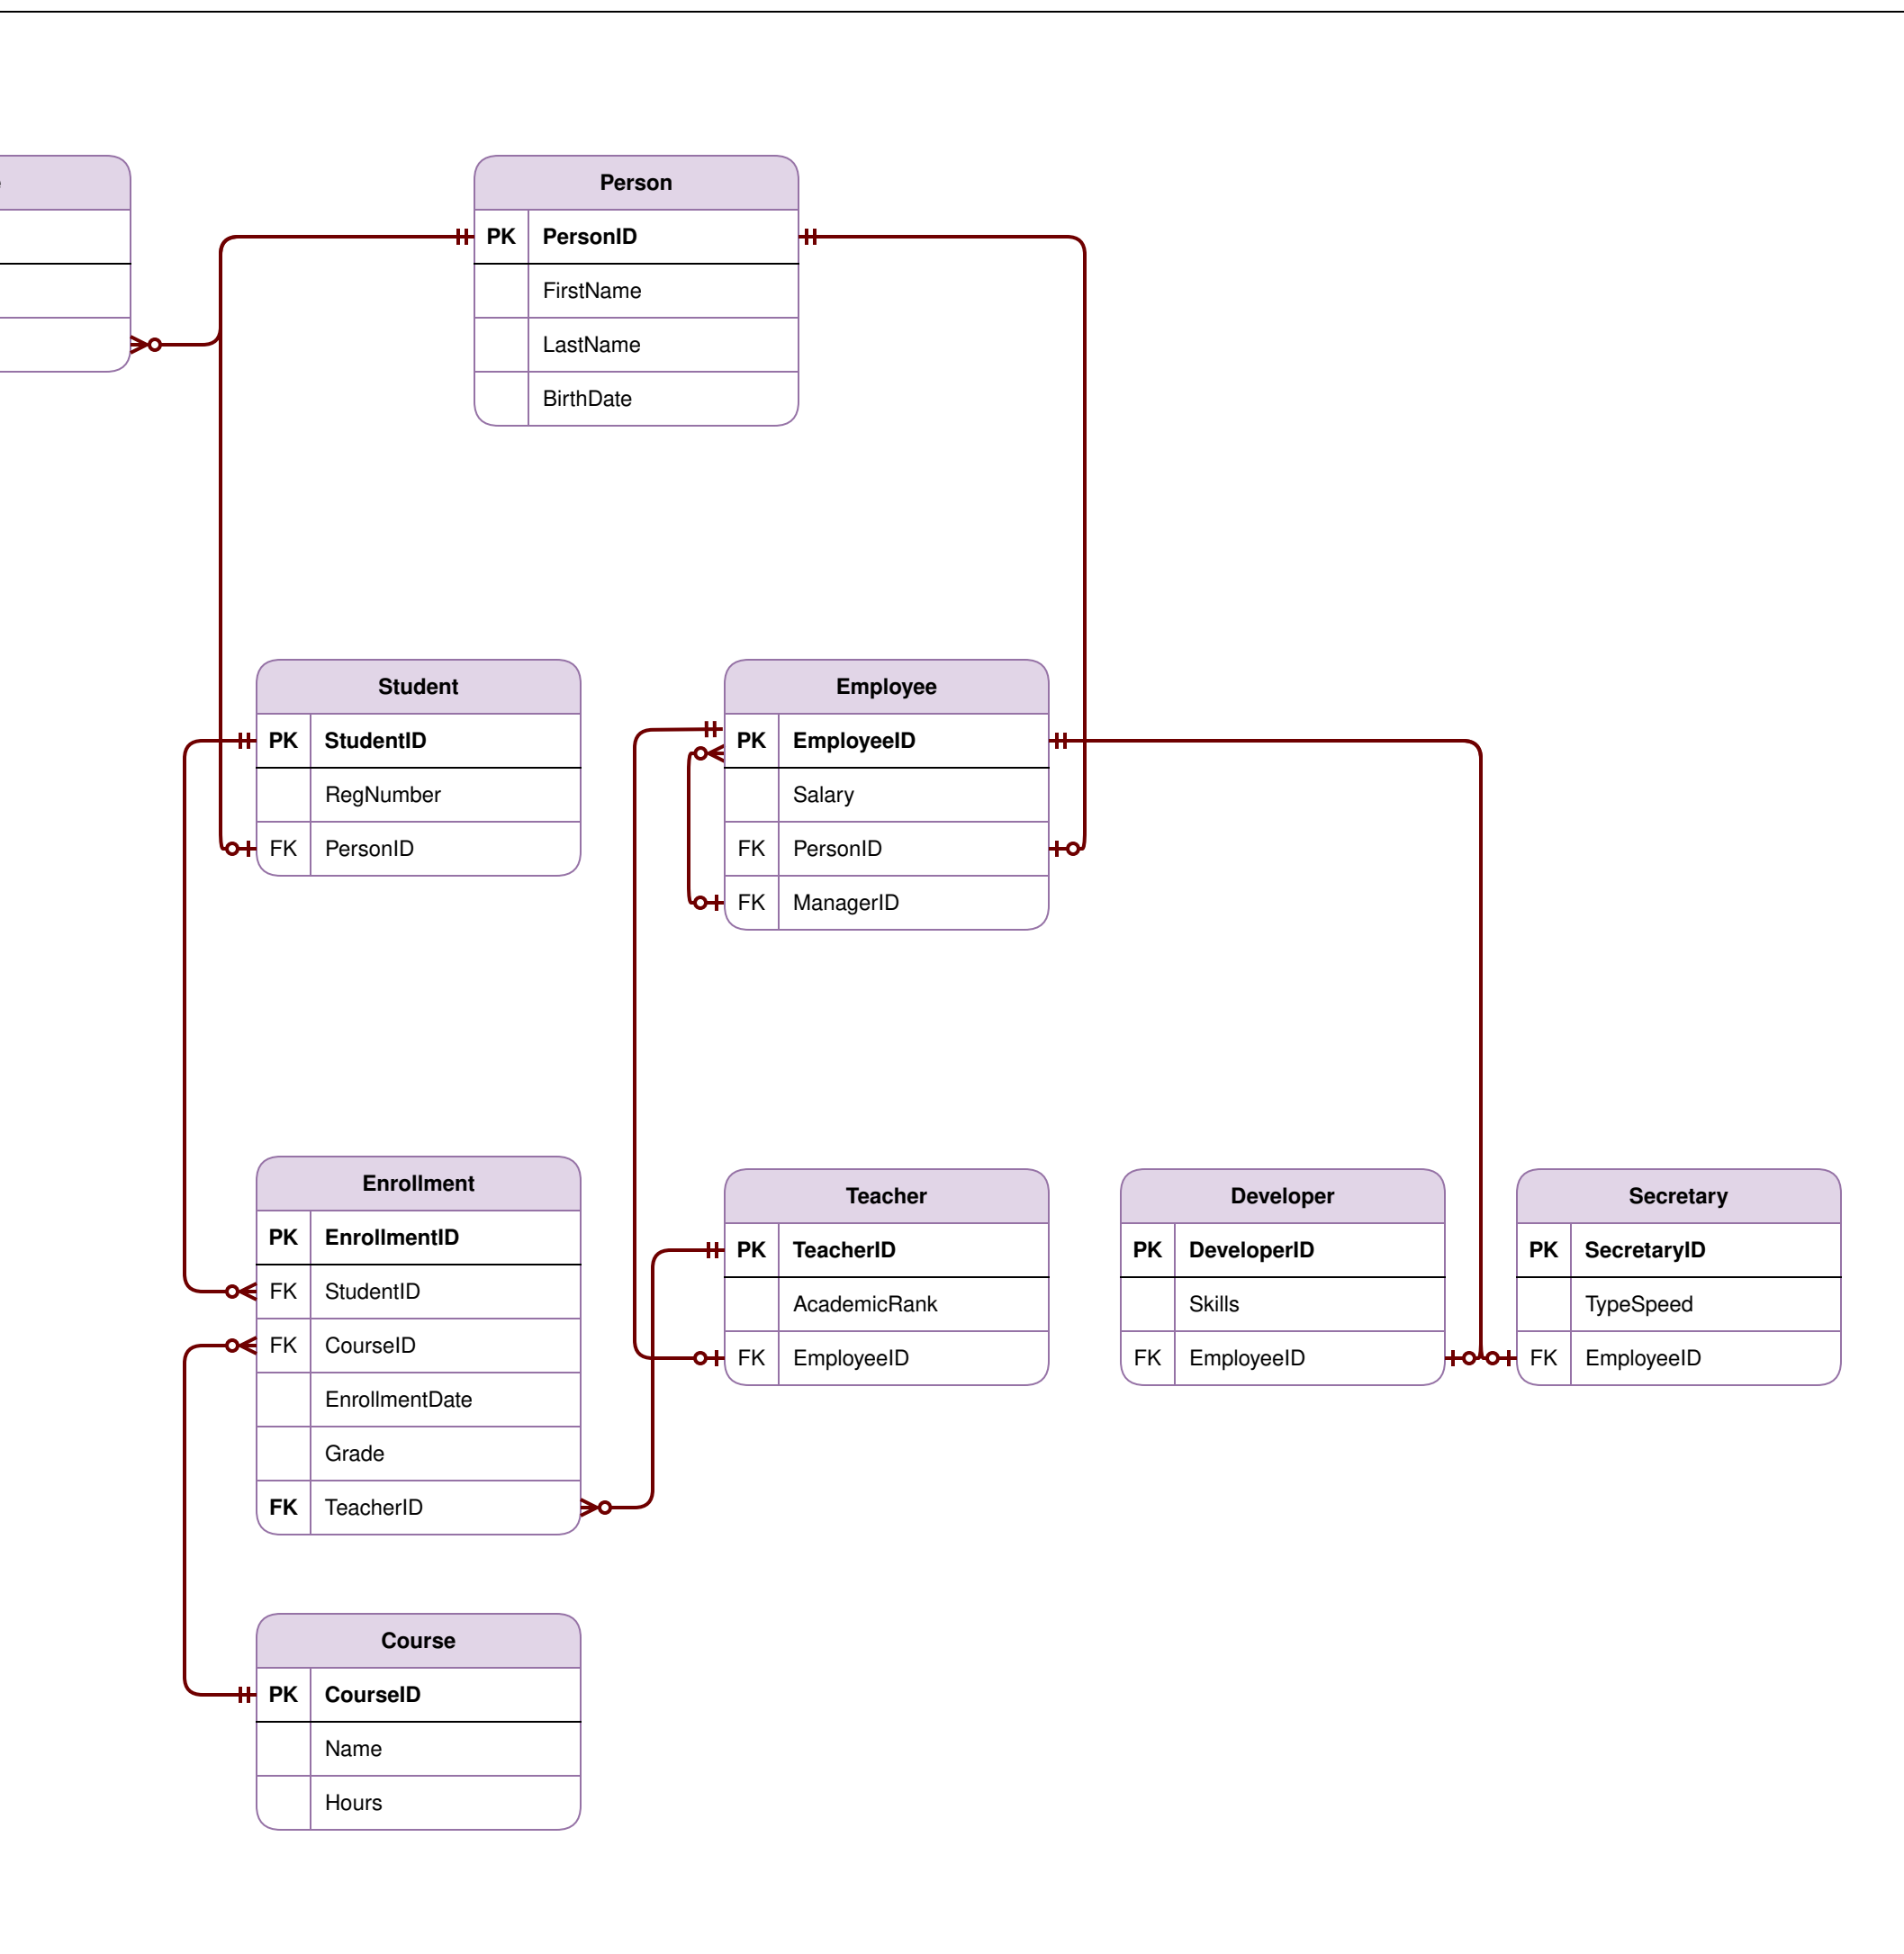 Person
PK PersonID
FirstName
LastName
BirthDate
Student
PK StudentID
RegNumber
FK PersonID
Employee
PK EmployeeID
Salary
FK PersonID
FK ManagerID
Enrollment
PK EnrollmentID
FK StudentID
FK CourseID
EnrollmentDate
Grade
FK TeacherID
Teacher
PK TeacherID
AcademicRank
FK EmployeeID
Developer
PK DeveloperID
Skills
FK EmployeeID
Secretary
PK SecretaryID
TypeSpeed
FK EmployeeID
Course
PK CourseID
Name
Hours